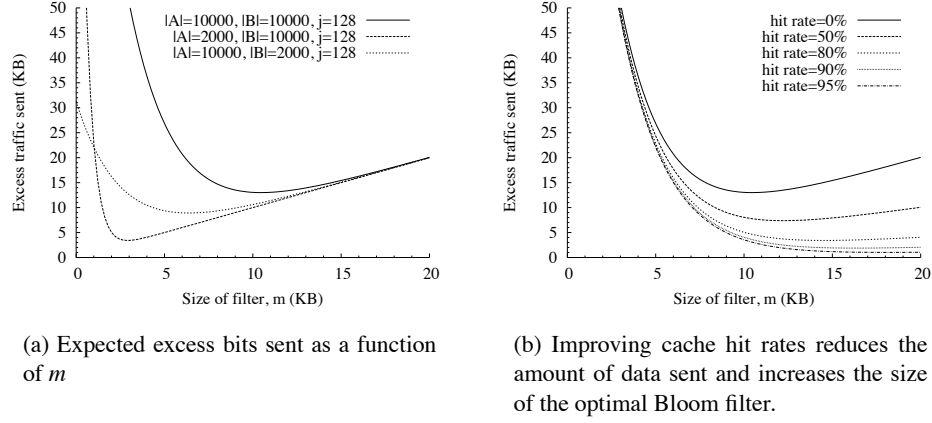 50
45
40
35
30
25
20
15
10
5
0
0 5 10 15 20
Excess traffic sent (KB)
Size of filter, m (KB)
|A|=10000, |B|=10000, j=128
|A|=2000, |B|=10000, j=128
|A|=10000, |B|=2000, j=128
(a) Expected excess bits sent as a function
of m
50
45
40
35
30
25
20
15
10
5
0
0 5 10 15 20
Excess traffic sent (KB)
Size of filter, m (KB)
hit rate=0%
hit rate=50%
hit rate=80%
hit rate=90%
hit rate=95%
(b) Improving cache hit rates reduces the
amount of data sent and increases the size
of the optimal Bloom filter.